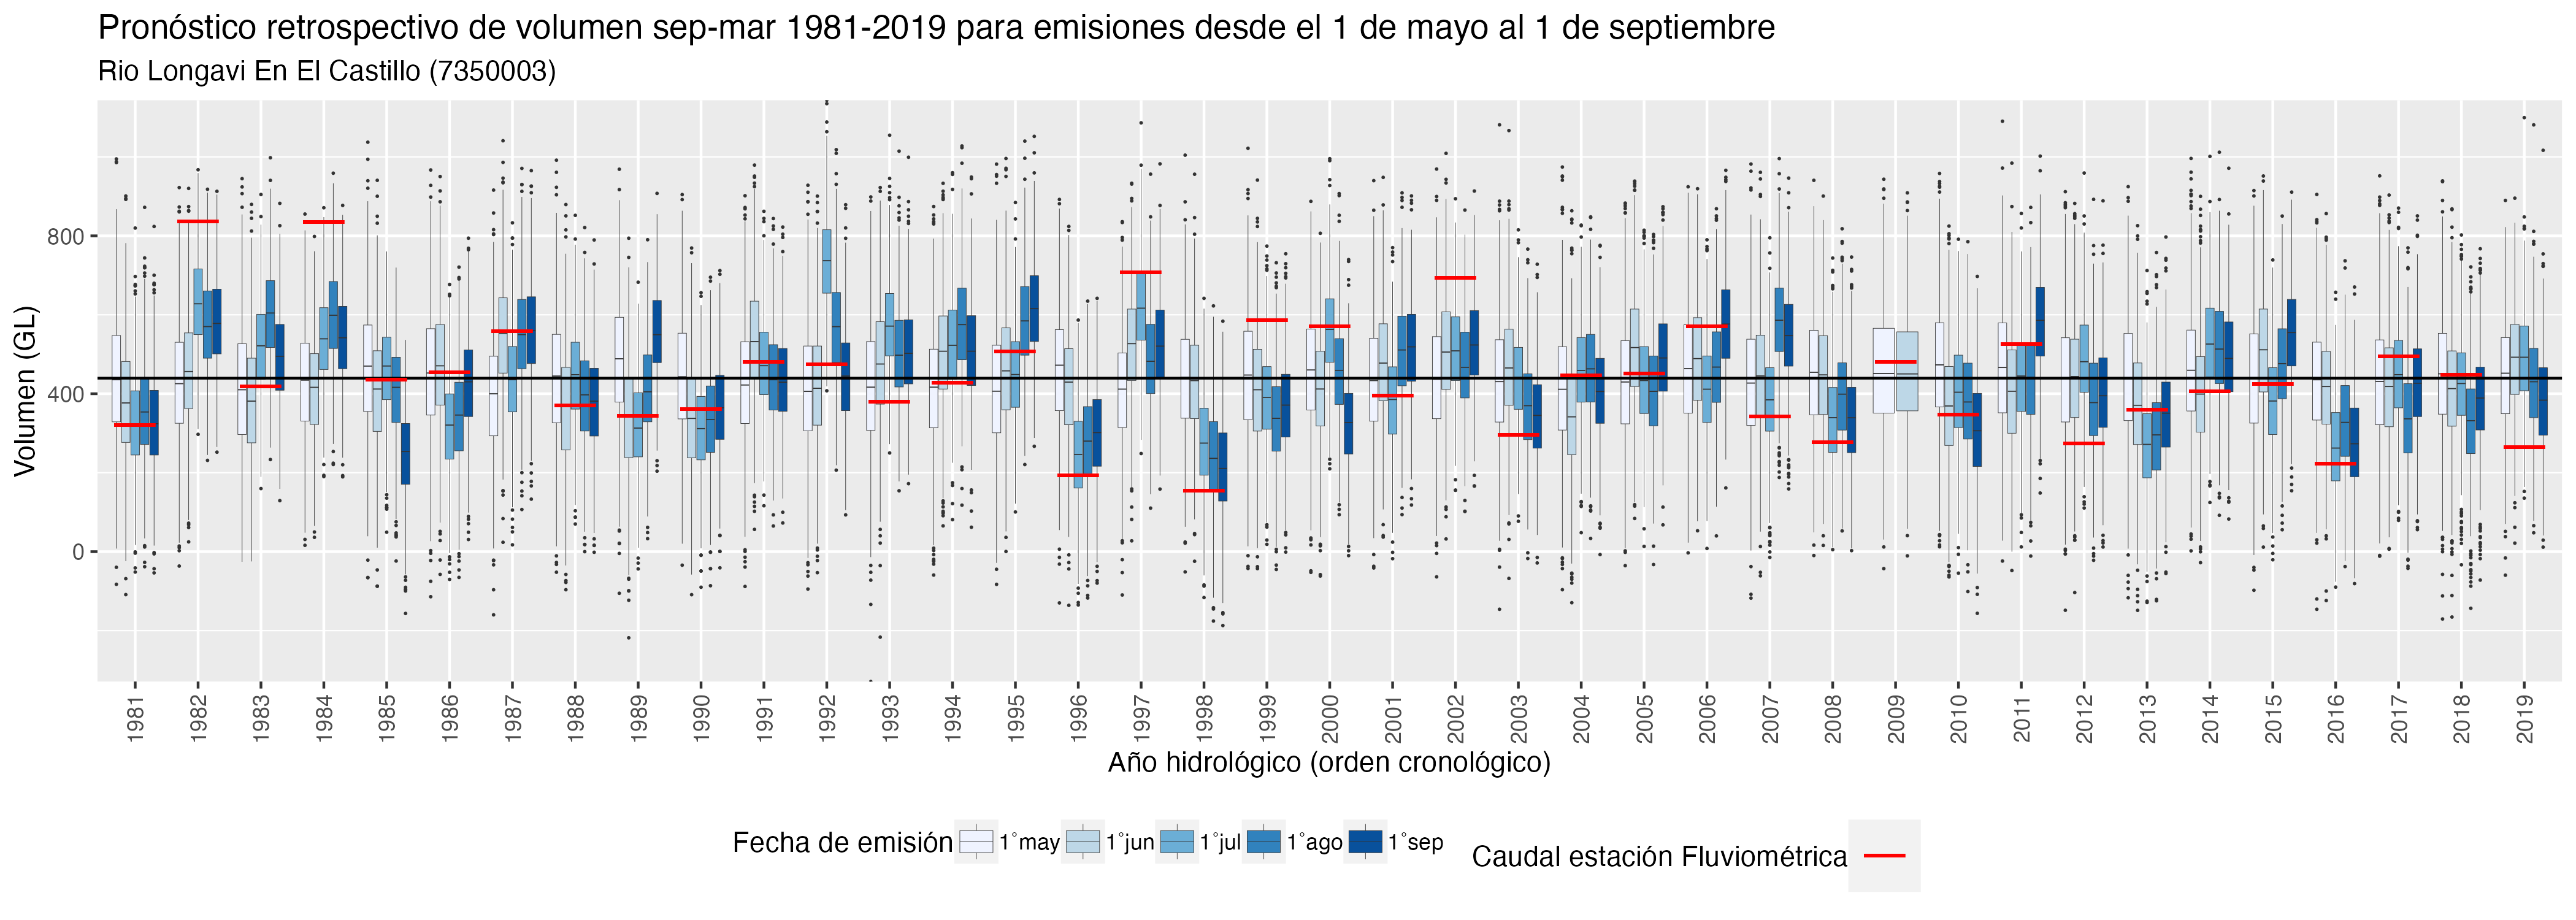 Pronóstico retrospectivo de volumen sep-mar 1981-2019 para emisiones desde el 1 de mayo al 1 de septiembre
Rio Longavi En El Castillo (7350003)
Volumen (GL)
800
400
0
1981 1982 1983 1984 1985 1986 1987 1988 1989 1990 1991 1992 1993 1994 1995 1996 1997 1998 1999 2000 2001 2002 2003 2004 2005 2006 2007 2008 2009 2010 2011 2012 2013 2014 2015 2016 2017 2018 2019
Año hidrológico (orden cronológico)
Fecha de emisión 1°may 1°jun 1°jul 1°ago 1°sep Caudal estación Fluviométrica